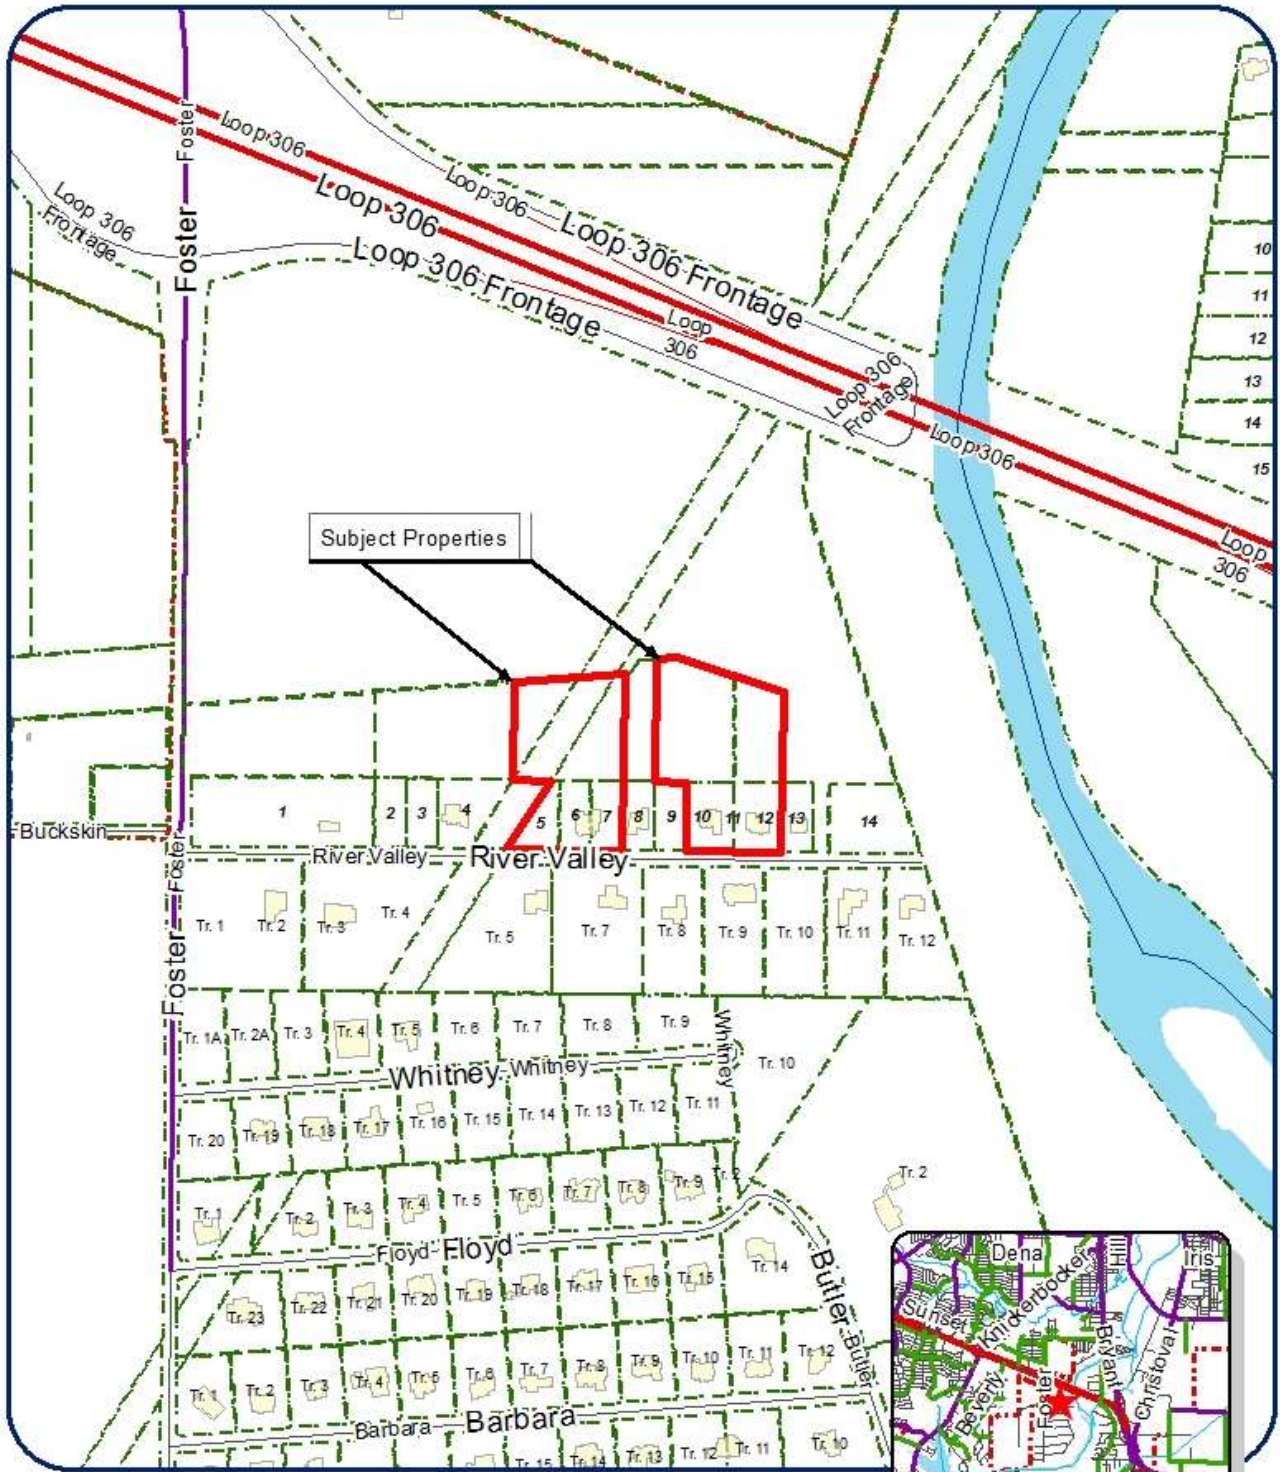 Foster
Loop 306
Loop 306
Loop 306
Loop 306 Frontage
Loop 306
Frontage
Foster
Loop 306 Frontage
Loop
306
Loop 306
Frontage
Loop 306
Loop
306
10
11
12
13
14
15
Subject Properties
1
2
3
4
5
6
7
8
9
10
11
12
13
14
Buckskin
River Valley
River Valley
Foster
Foster
Tr. 1
Tr. 2
Tr. 3
Tr. 4
Tr. 5
Tr. 7
Tr. 8
Tr. 9
Tr. 10
Tr. 11
Tr. 12
Tr. 1A
Tr. 2A
Tr. 3
Tr. 4
Tr. 5
Tr. 6
Tr. 7
Tr. 8
Tr. 9
Whitney
Tr. 10
Whitney
Whitney
Tr. 20
Tr. 19
Tr. 18
Tr. 17
Tr. 16
Tr. 15
Tr. 14
Tr. 13
Tr. 12
Tr. 11
Tr. 1
Tr. 2
Tr. 3
Tr. 4
Tr. 5
Tr. 6
Tr. 7
Tr. 8
Tr. 9
Tr. 2
Tr. 2
Floyd
Floyd
Tr. 23
Tr. 22
Tr. 21
Tr. 20
Tr. 19
Tr. 18
Tr. 17
Tr. 16
Tr. 15
Tr. 14
Butler
Butler
Tr. 1
Tr. 2
Tr. 3
Tr. 4
Tr. 5
Tr. 6
Tr. 7
Tr. 8
Tr. 9
Tr. 10
Tr. 11
Tr. 12
Barbara
Barbara
Tr. 15
Tr. 14
Tr. 13
Tr. 12
Tr. 11
Tr. 10
Dena
Hill
Iris
Sunset
Knickerbocker
Bryant
Christoval
Beverly
Foster